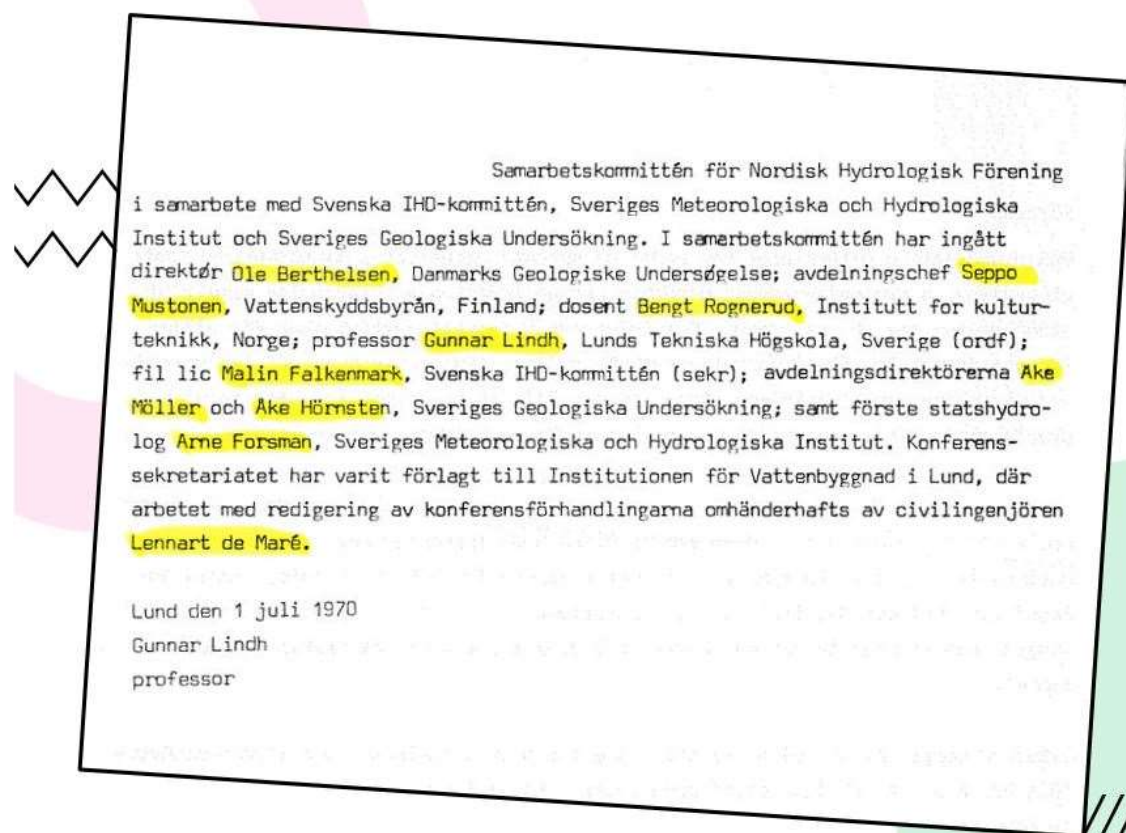 Samarbetskommittén för Nordisk Hydrologisk Förening
i samarbete med Svenska IHD-kommittén, Sveriges Meteorologiska och Hydrologiska
Institut och Sveriges Geologiska Undersökning. I samarbetskommittén har ingått
direktør Ole Berthelsen, Danmarks Geologiske Undersøgelse; avdelningschef Seppo
Mustonen, Vattenskyddsbyrån, Finland; dosent Bengt Rognerud, Institutt for kultur-
teknikk, Norge; professor Gunnar Lindh, Lunds Tekniska Högskola, Sverige (ordf);
fil lic Malin Falkenmark, Svenska IHD-kommittén (sekr); avdelningsdirektörerna Åke
Möller och Åke Hörnsten, Sveriges Geologiska Undersökning; samt förste statshydro-
log Arne Forsman, Sveriges Meteorologiska och Hydrologiska Institut. Konferens-
sekretariatet har varit förlagt till Institutionen för Vattenbyggnad i Lund, där
arbetet med redigering av konferensförhandlingarna omhänderhafts av civilingenjören
Lennart de Maré.
Lund den 1 juli 1970
Gunnar Lindh
professor